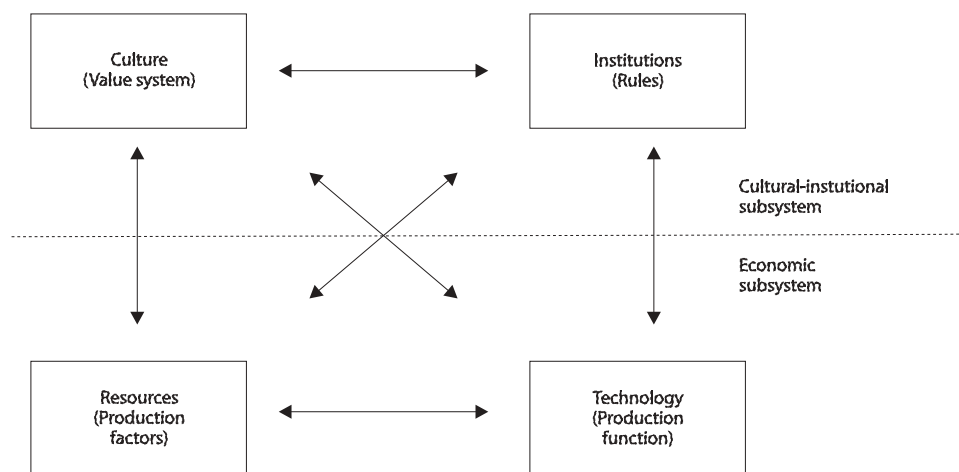 Culture
(Value system)
Institutions
(Rules)
Cultural-instutional
subsystem
Economic
subsystem
Resources
(Production
factors)
Technology
(Production
function)